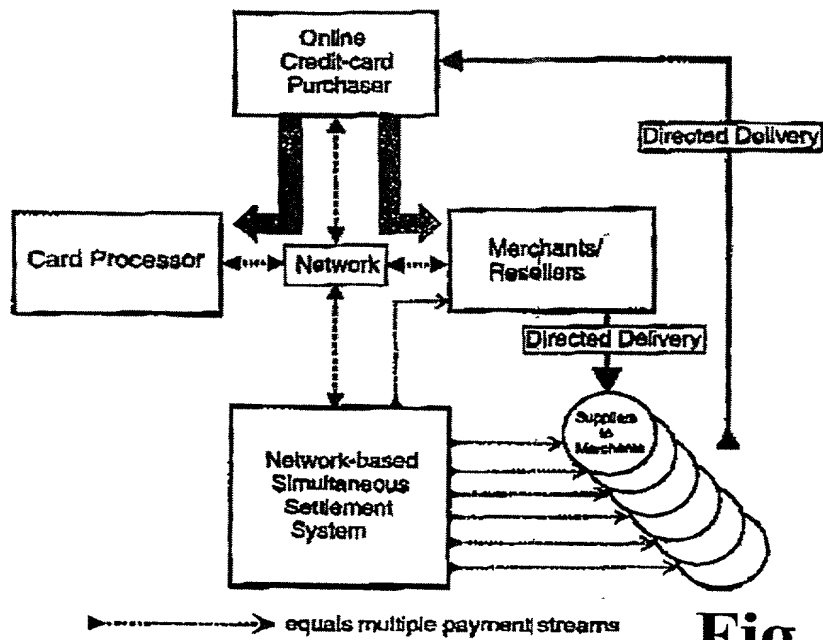 Online
Credit-card
Purchaser
Directed Delivery
Card Processor
Network
Merchants/
Resellers
Directed Delivery
Suppliers
to
Merchants
Network-based
Simultaneous
Settlement
System
equals multiple payment streams
Fig